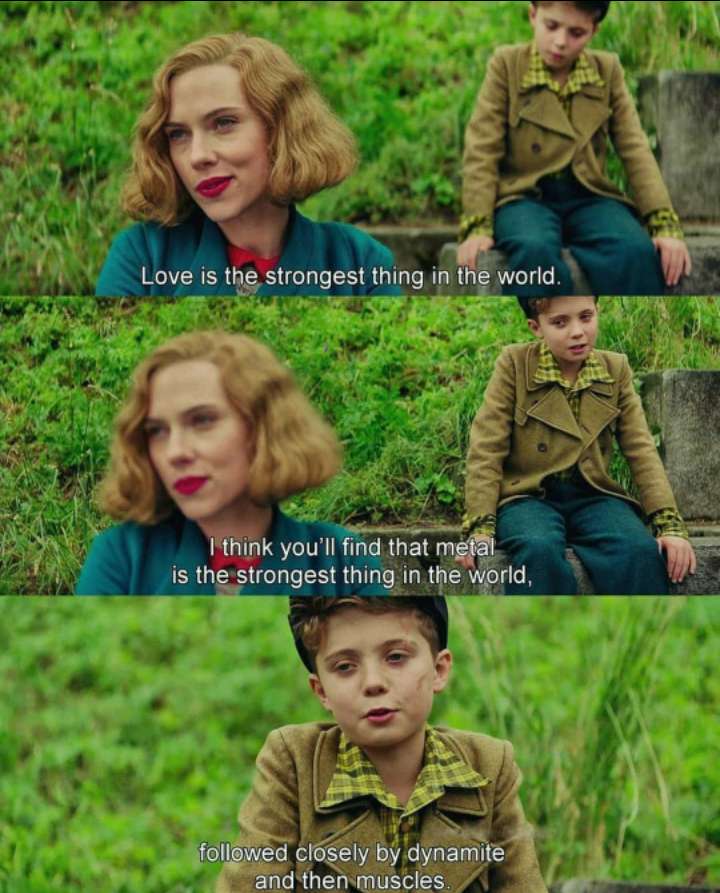 Love is the strongest thing in the world.
I think you'll find that metal
is the strongest thing in the world,
followed closely by dynamite
and then muscles.